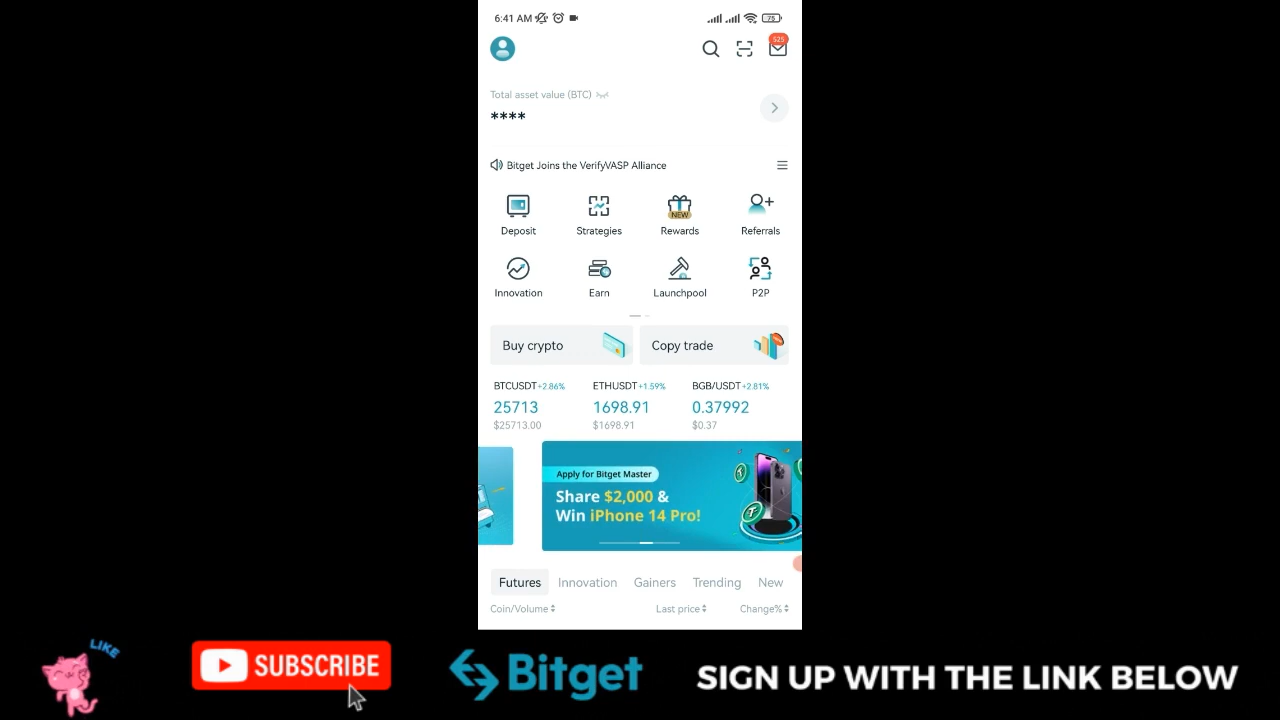 6:41 AM
75
525
Total asset value (BTC)
****
Bitget Joins the VerifyVASP Alliance
Deposit
Strategies
NEW
Rewards
Referrals
Innovation
Earn
Launchpool
P2P
Buy crypto
Copy trade
BTCUSDT+2.86%
ETHUSDT+1.59%
BGB/USDT+2.81%
25713
1698.91
0.37992
$25713.00
$1698.91
$0.37
Apply for Bitget Master
Share $2,000 &
Win iPhone 14 Pro!
Futures
Innovation
Gainers
Trending
New
Coin/Volume
Last price
Change%
LIKE
SUBSCRIBE
Bitget
SIGN UP WITH THE LINK BELOW